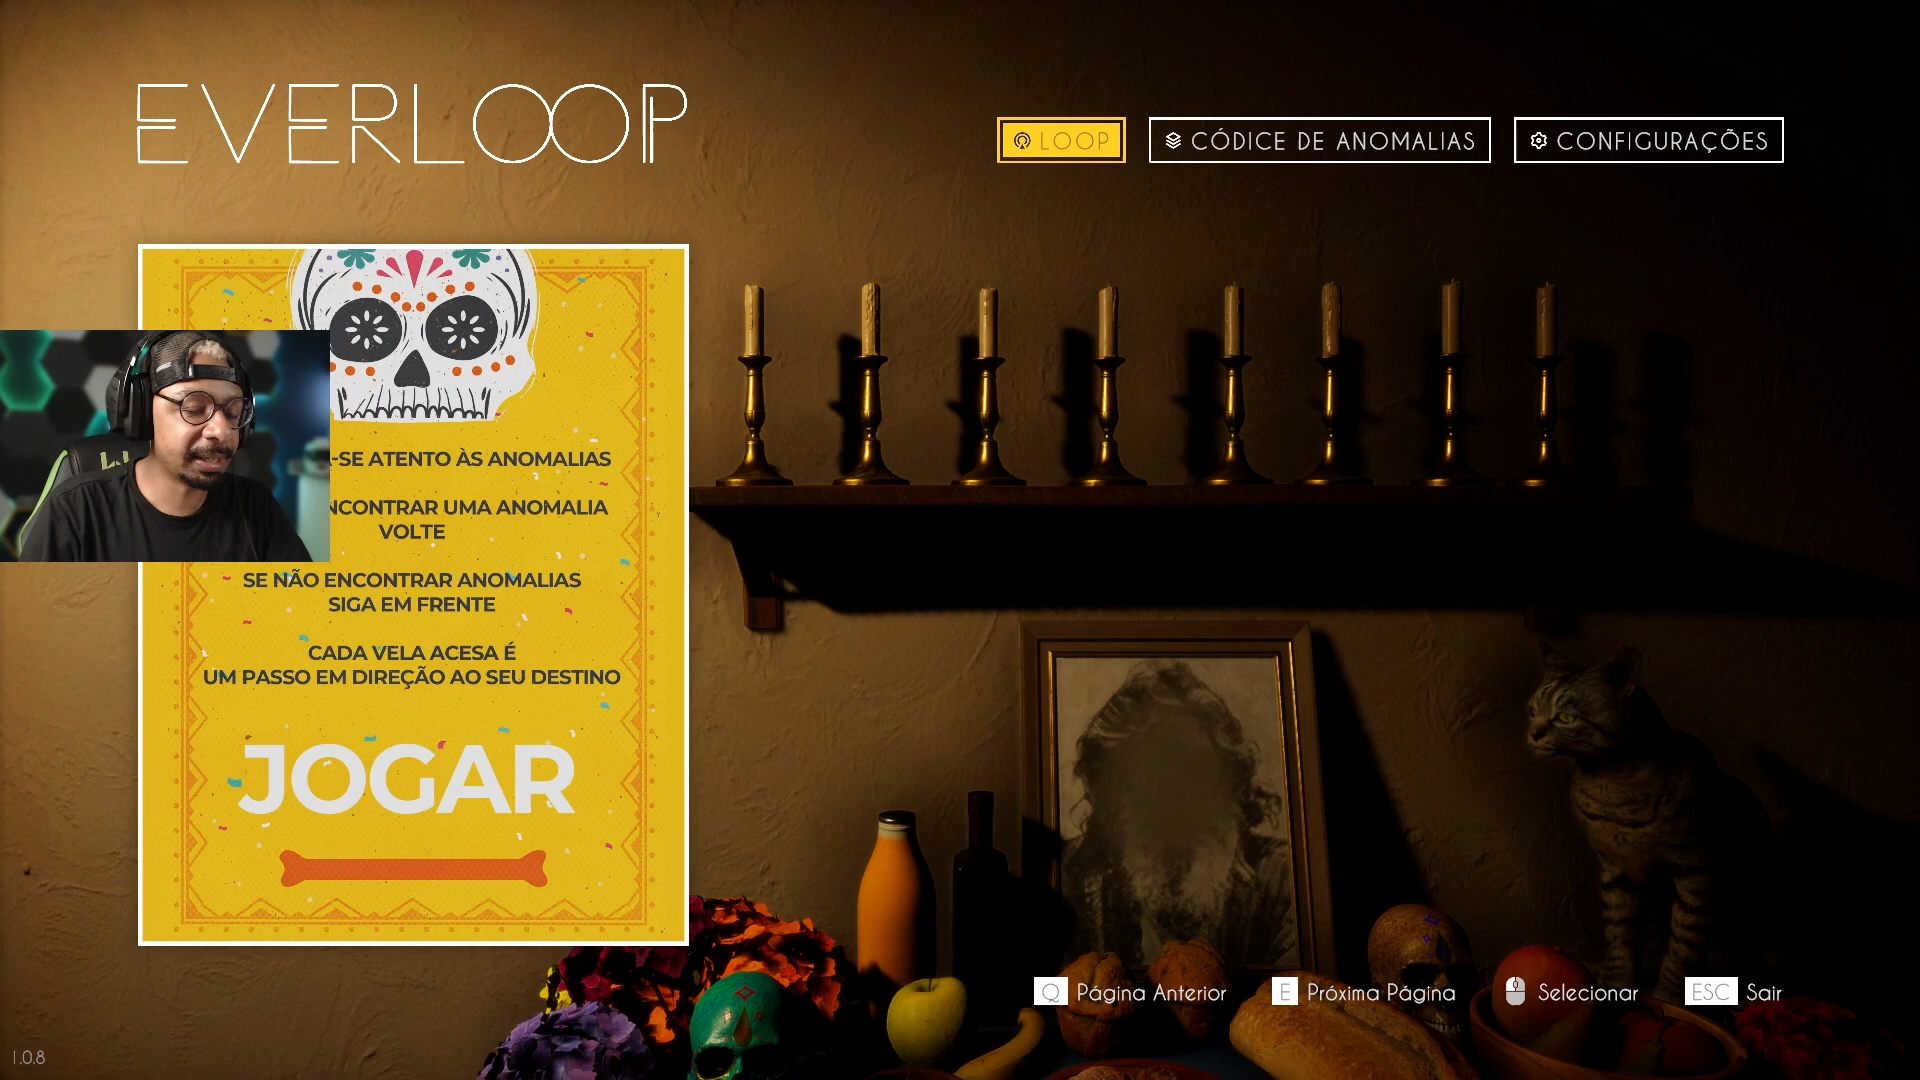 EVERLOOP
LOOP
CÓDICE DE ANOMALIAS
CONFIGURAÇÕES
-SE ATENTO ÀS ANOMALIAS
NCONTRAR UMA ANOMALIA
VOLTE
SE NÃO ENCONTRAR ANOMALIAS
SIGA EM FRENTE
CADA VELA ACESA É
UM PASSO EM DIREÇÃO AO SEU DESTINO
JOGAR
Q Página Anterior
E Próxima Página
Selecionar
ESC Sair
1.0.8